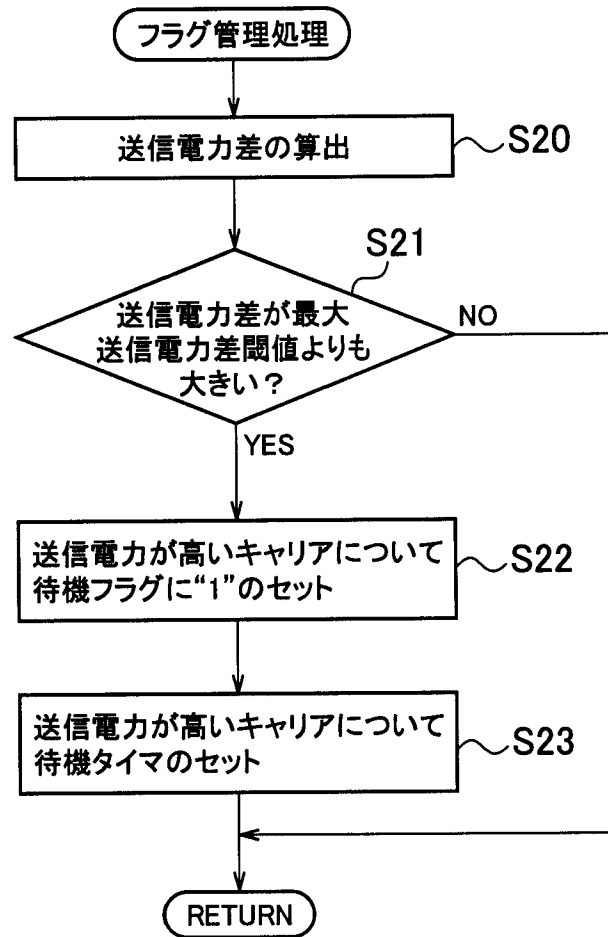 フラグ管理処理
送信電力差の算出
S20
S21
送信電力差が最大
送信電力差閾値よりも
大きい？
NO
YES
送信電力が高いキャリアについて
待機フラグに“1”のセット
S22
送信電力が高いキャリアについて
待機タイマのセット
S23
RETURN